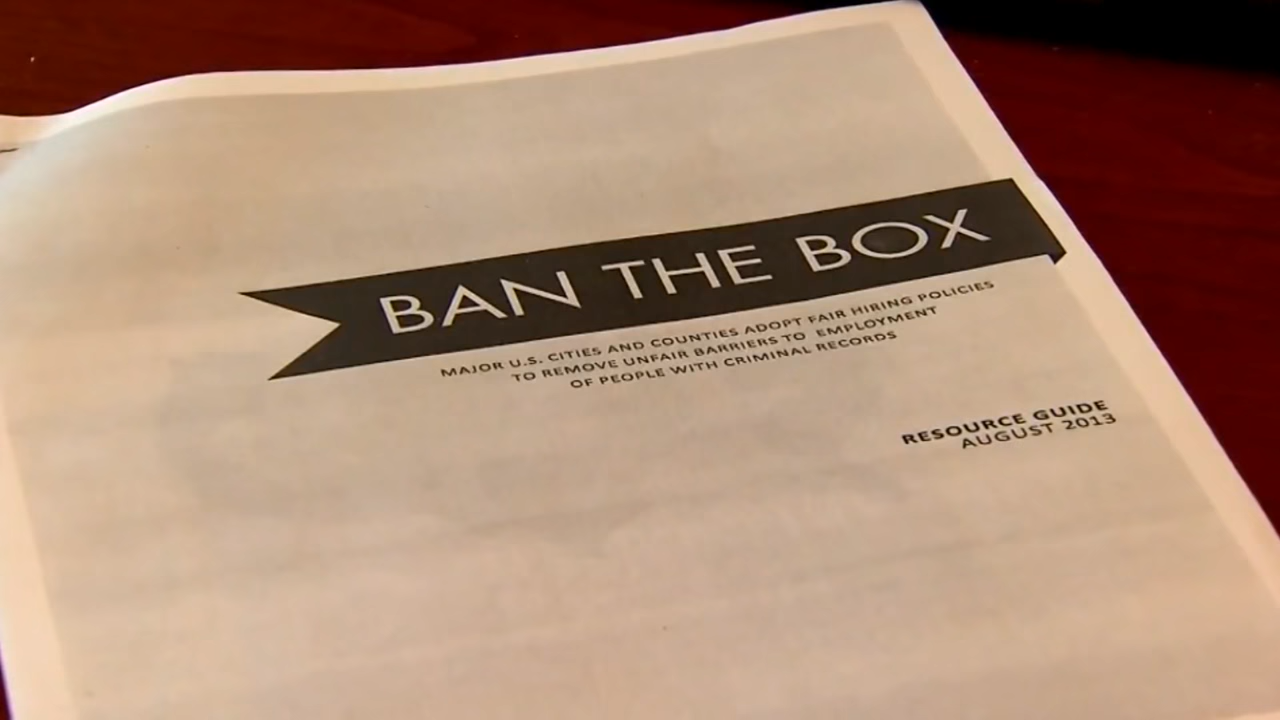 BAN THE BOX
MAJOR U.S. CITIES AND COUNTIES ADOPT FAIR HIRING POLICIES
TO REMOVE UNFAIR BARRIERS TO EMPLOYMENT
OF PEOPLE WITH CRIMINAL RECORDS
RESOURCE GUIDE
AUGUST 2013